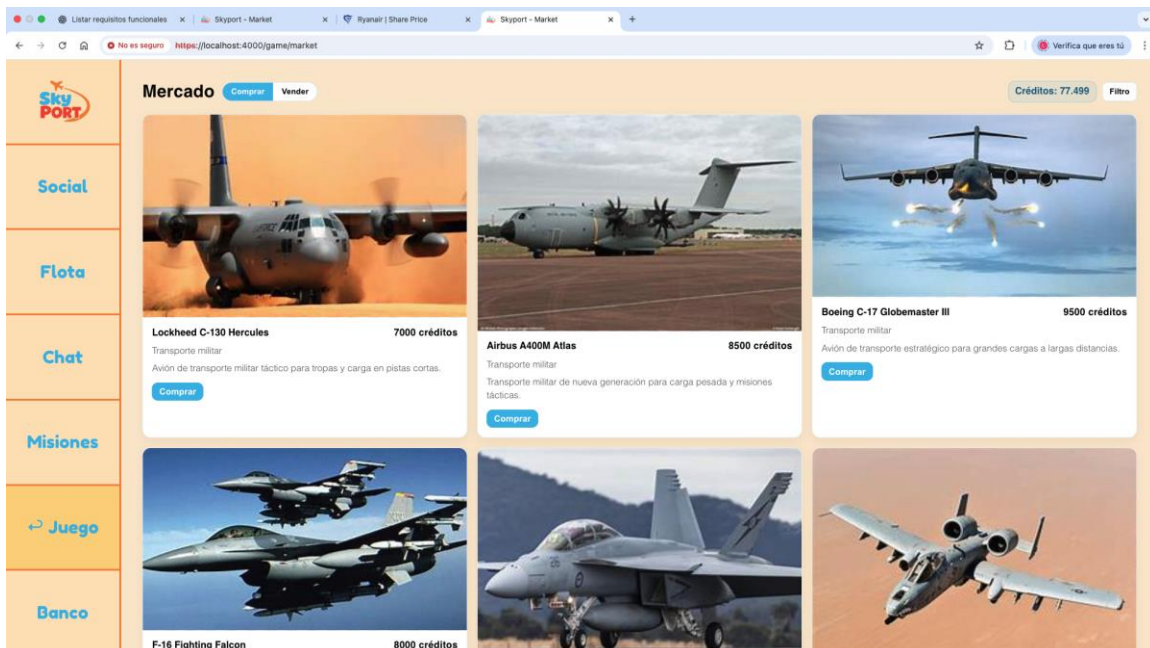 Listar requisitos funcionales
Skyport - Market
Ryanair | Share Price
Skyport - Market
No es seguro
https://localhost:4000/game/market
Verifica que eres tú
Sky
PORT
Social
Flota
Chat
Misiones
↩ Juego
Banco
Mercado
Comprar
Vender
Créditos: 77.499
Filtro
Lockheed C-130 Hercules
7000 créditos
Transporte militar
Avión de transporte militar táctico para tropas y carga en pistas cortas.
Comprar
Airbus A400M Atlas
8500 créditos
Transporte militar
Transporte militar de nueva generación para carga pesada y misiones
tácticas.
Comprar
Boeing C-17 Globemaster III
9500 créditos
Transporte militar
Avión de transporte estratégico para grandes cargas a largas distancias.
Comprar
F-16 Fighting Falcon
8000 créditos